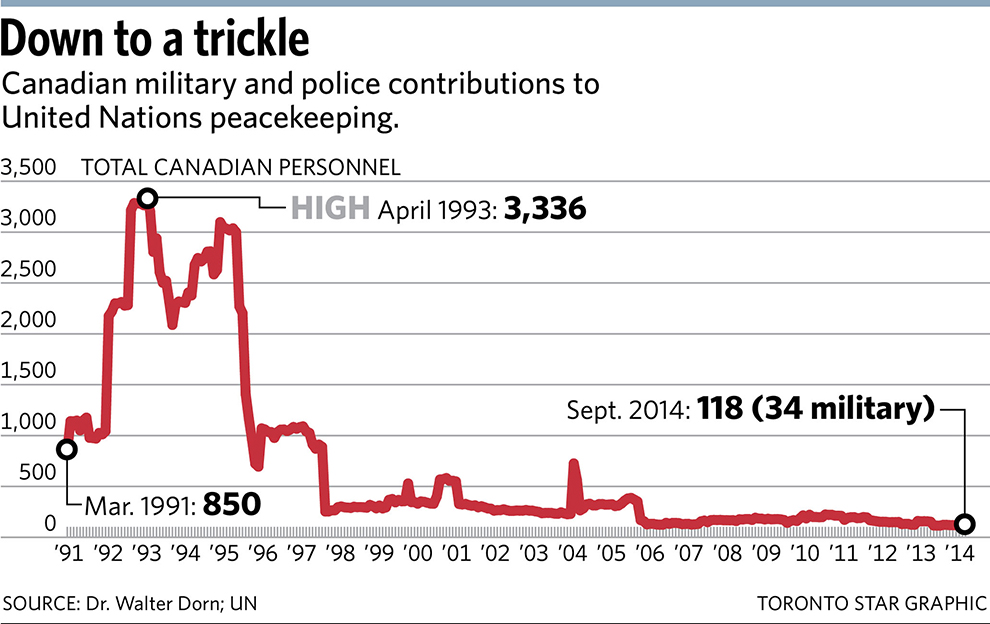 Down to a trickle
Canadian military and police contributions to
United Nations peacekeeping.
3,500 TOTAL CANADIAN PERSONNEL
HIGH April 1993: 3,336
3,000
2,500
2,000
1,500
1,000
Sept. 2014: 118 (34 military)
500
Mar. 1991: 850
0
'91 '92 '93 '94 '95 '96 '97 '98 '99 '00 '01 '02 '03 '04 '05 '06 '07 '08 '09 '10 '11 '12 '13 '14
SOURCE: Dr. Walter Dorn; UN TORONTO STAR GRAPHIC